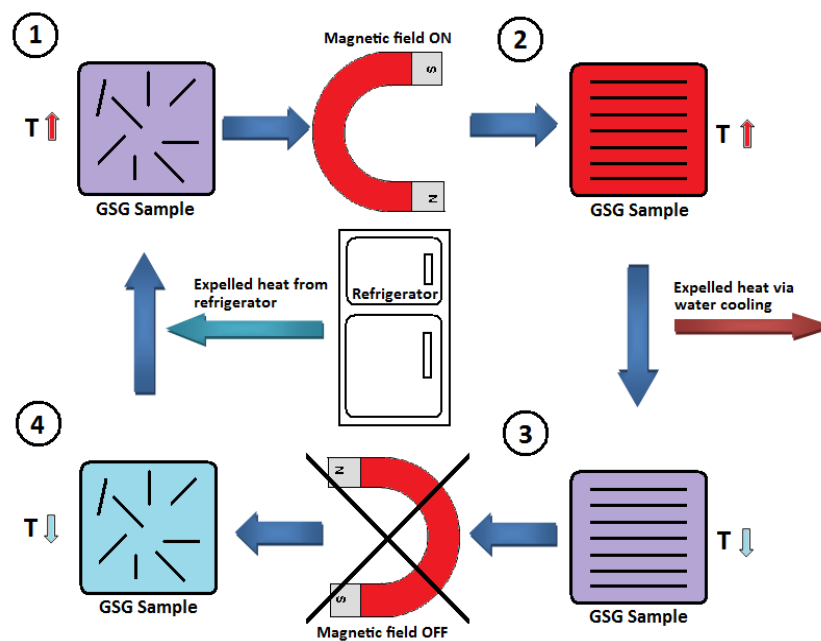 1
Magnetic field ON
2
S
N
T
T
GSG Sample
GSG Sample
Expelled heat from
refrigerator
Refrigerator
Expelled heat via
water cooling
4
3
N
S
T
T
GSG Sample
Magnetic field OFF
GSG Sample